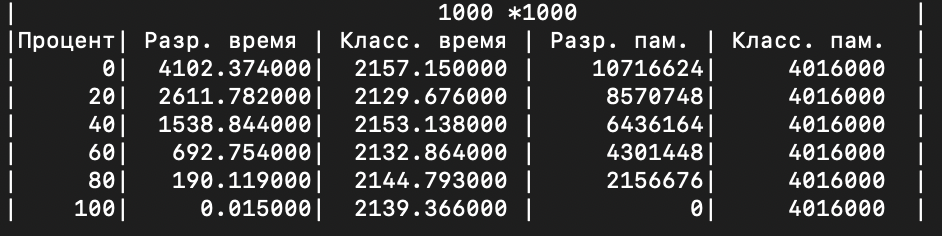 |                                  1000 *1000                          |
|Процент| Разр. время | Класс. время | Разр. пам. | Класс. пам.  |
|      0|  4102.374000|  2157.150000 |    10716624|    4016000   |
|     20|  2611.782000|  2129.676000 |     8570748|    4016000   |
|     40|  1538.844000|  2153.138000 |     6436164|    4016000   |
|     60|   692.754000|  2132.864000 |     4301448|    4016000   |
|     80|   190.119000|  2144.793000 |     2156676|    4016000   |
|    100|     0.015000|  2139.366000 |           0|    4016000   |